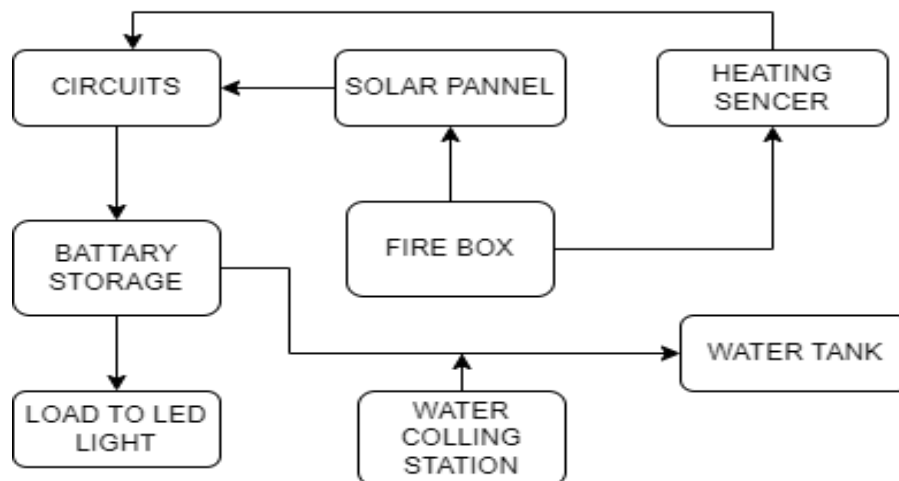 CIRCUITS
SOLAR PANNEL
HEATING
SENCER
BATTARY
STORAGE
FIRE BOX
WATER TANK
LOAD TO LED
LIGHT
WATER
COLLING
STATION